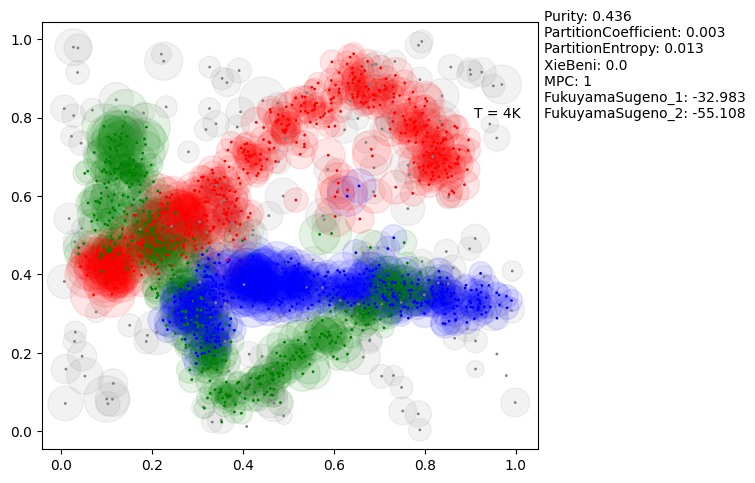 Purity: 0.436
PartitionCoefficient: 0.003
PartitionEntropy: 0.013
XieBeni: 0.0
MPC: 1
FukuyamaSugeno_1: -32.983
FukuyamaSugeno_2: -55.108
T = 4K
1.0
0.8
0.6
0.4
0.2
0.0
0.0 0.2 0.4 0.6 0.8 1.0